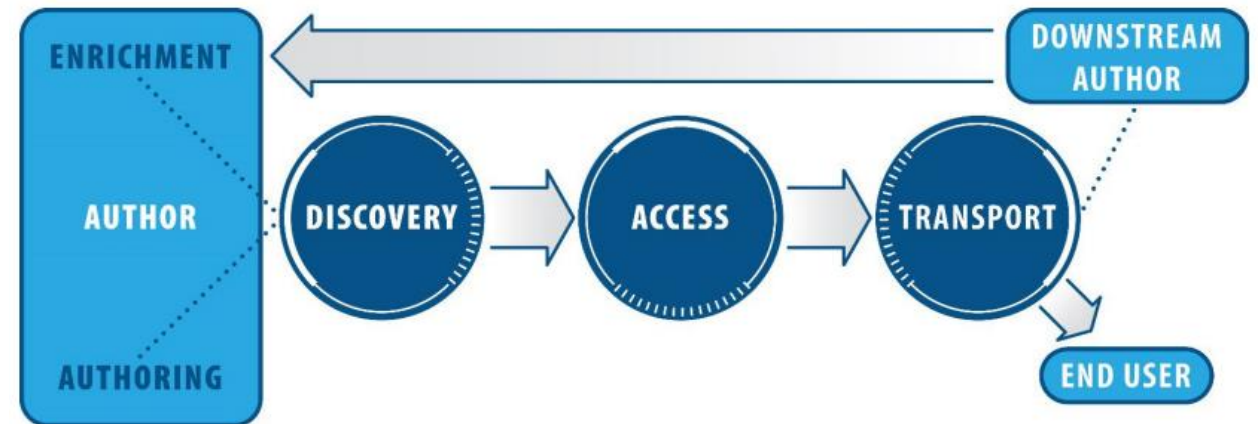 ENRICHMENT
AUTHOR
AUTHORING
DISCOVERY
ACCESS
TRANSPORT
DOWNSTREAM
AUTHOR
END USER